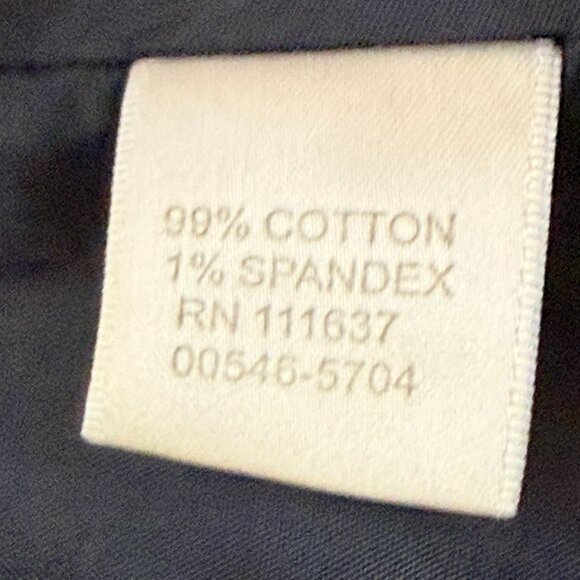 99% COTTON
1% SPANDEX
RN 111637
00546-5704